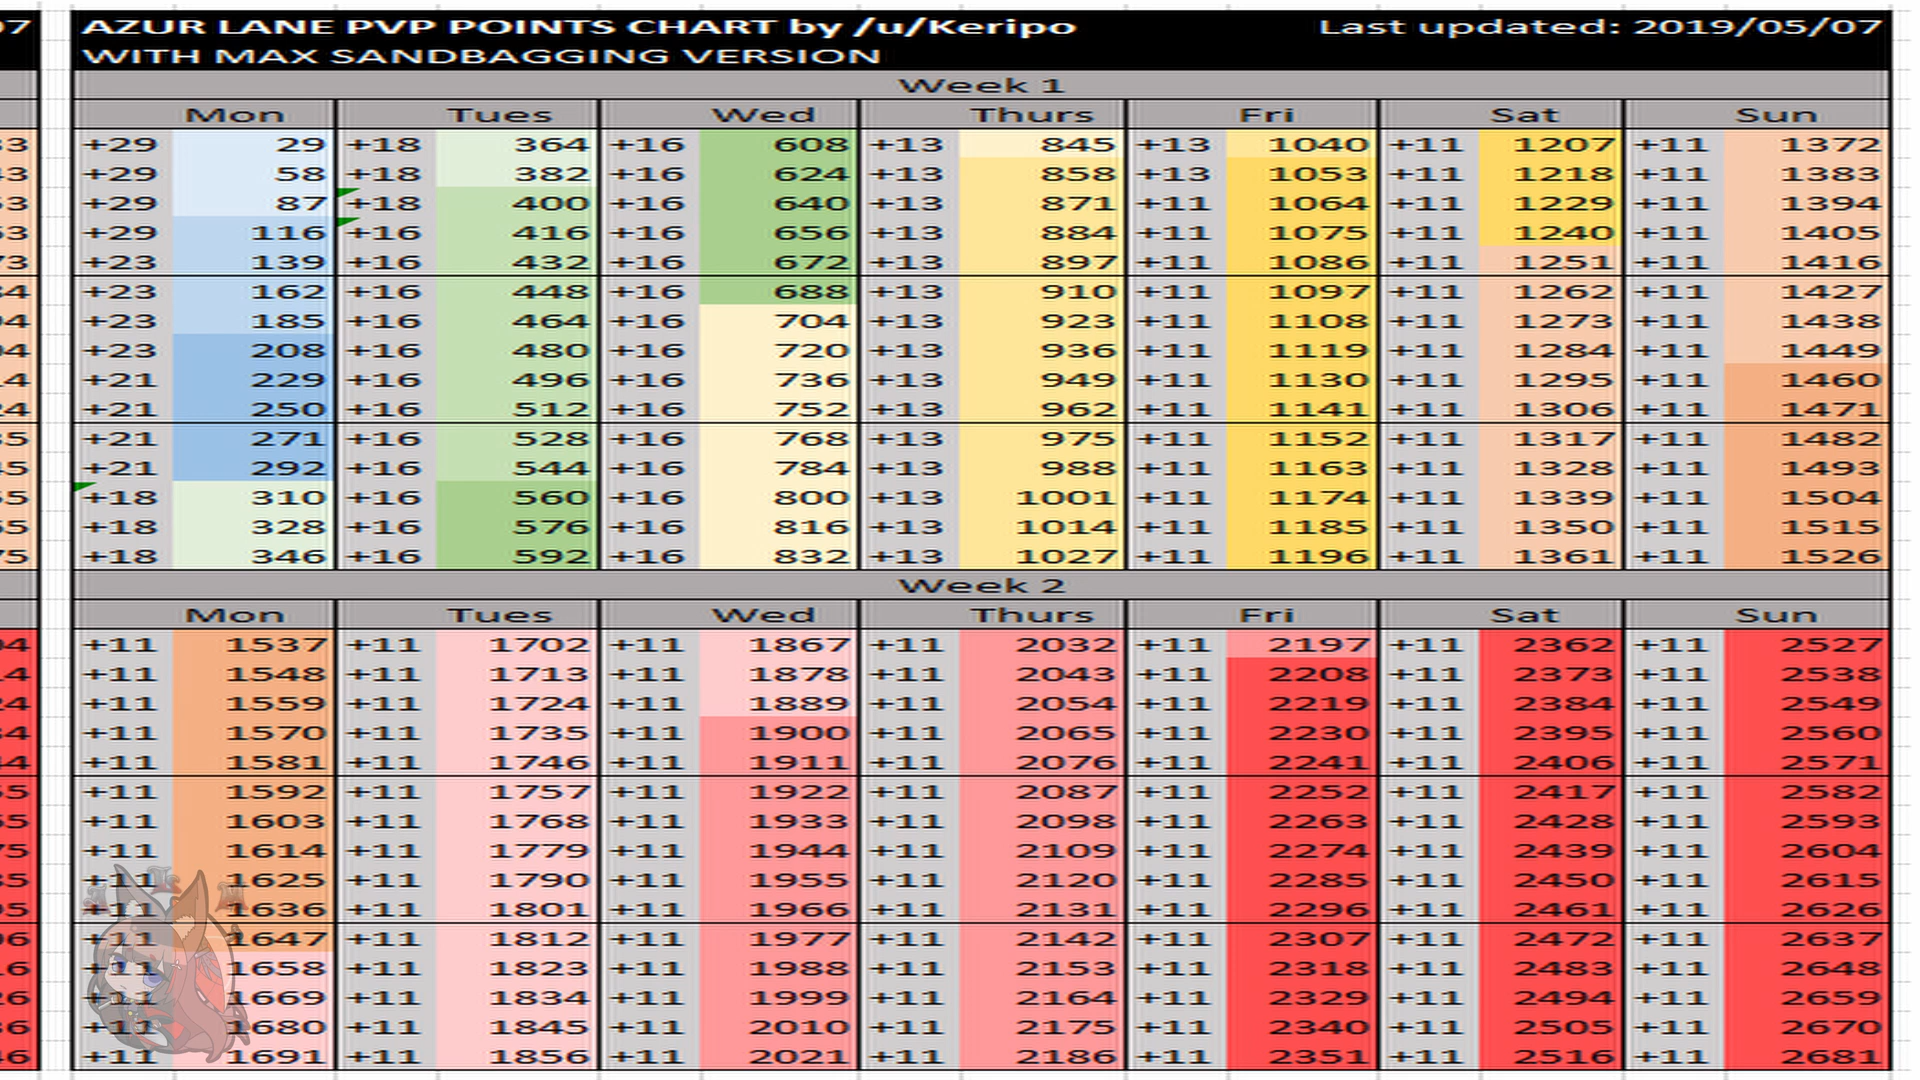 AZUR LANE PVP POINTS CHART by /u/Keripo Last updated: 2019/05/07
WITH MAX SANDBAGGING VERSION
Week 1
Mon Tues Wed Thurs Fri Sat Sun
+29 29 +18 364 +16 608 +13 845 +13 1040 +11 1207 +11 1372
+29 58 +18 382 +16 624 +13 858 +13 1053 +11 1218 +11 1383
+29 87 +18 400 +16 640 +13 871 +11 1064 +11 1229 +11 1394
+29 116 +16 416 +16 656 +13 884 +11 1075 +11 1240 +11 1405
+23 139 +16 432 +16 672 +13 897 +11 1086 +11 1251 +11 1416
+23 162 +16 448 +16 688 +13 910 +11 1097 +11 1262 +11 1427
+23 185 +16 464 +16 704 +13 923 +11 1108 +11 1273 +11 1438
+23 208 +16 480 +16 720 +13 936 +11 1119 +11 1284 +11 1449
+21 229 +16 496 +16 736 +13 949 +11 1130 +11 1295 +11 1460
+21 250 +16 512 +16 752 +13 962 +11 1141 +11 1306 +11 1471
+21 271 +16 528 +16 768 +13 975 +11 1152 +11 1317 +11 1482
+21 292 +16 544 +16 784 +13 988 +11 1163 +11 1328 +11 1493
+18 310 +16 560 +16 800 +13 1001 +11 1174 +11 1339 +11 1504
+18 328 +16 576 +16 816 +13 1014 +11 1185 +11 1350 +11 1515
+18 346 +16 592 +16 832 +13 1027 +11 1196 +11 1361 +11 1526
Week 2
Mon Tues Wed Thurs Fri Sat Sun
+11 1537 +11 1702 +11 1867 +11 2032 +11 2197 +11 2362 +11 2527
+11 1548 +11 1713 +11 1878 +11 2043 +11 2208 +11 2373 +11 2538
+11 1559 +11 1724 +11 1889 +11 2054 +11 2219 +11 2384 +11 2549
+11 1570 +11 1735 +11 1900 +11 2065 +11 2230 +11 2395 +11 2560
+11 1581 +11 1746 +11 1911 +11 2076 +11 2241 +11 2406 +11 2571
+11 1592 +11 1757 +11 1922 +11 2087 +11 2252 +11 2417 +11 2582
+11 1603 +11 1768 +11 1933 +11 2098 +11 2263 +11 2428 +11 2593
+11 1614 +11 1779 +11 1944 +11 2109 +11 2274 +11 2439 +11 2604
+11 1625 +11 1790 +11 1955 +11 2120 +11 2285 +11 2450 +11 2615
+11 1636 +11 1801 +11 1966 +11 2131 +11 2296 +11 2461 +11 2626
+11 1647 +11 1812 +11 1977 +11 2142 +11 2307 +11 2472 +11 2637
+11 1658 +11 1823 +11 1988 +11 2153 +11 2318 +11 2483 +11 2648
+11 1669 +11 1834 +11 1999 +11 2164 +11 2329 +11 2494 +11 2659
+11 1680 +11 1845 +11 2010 +11 2175 +11 2340 +11 2505 +11 2670
+11 1691 +11 1856 +11 2021 +11 2186 +11 2351 +11 2516 +11 2681